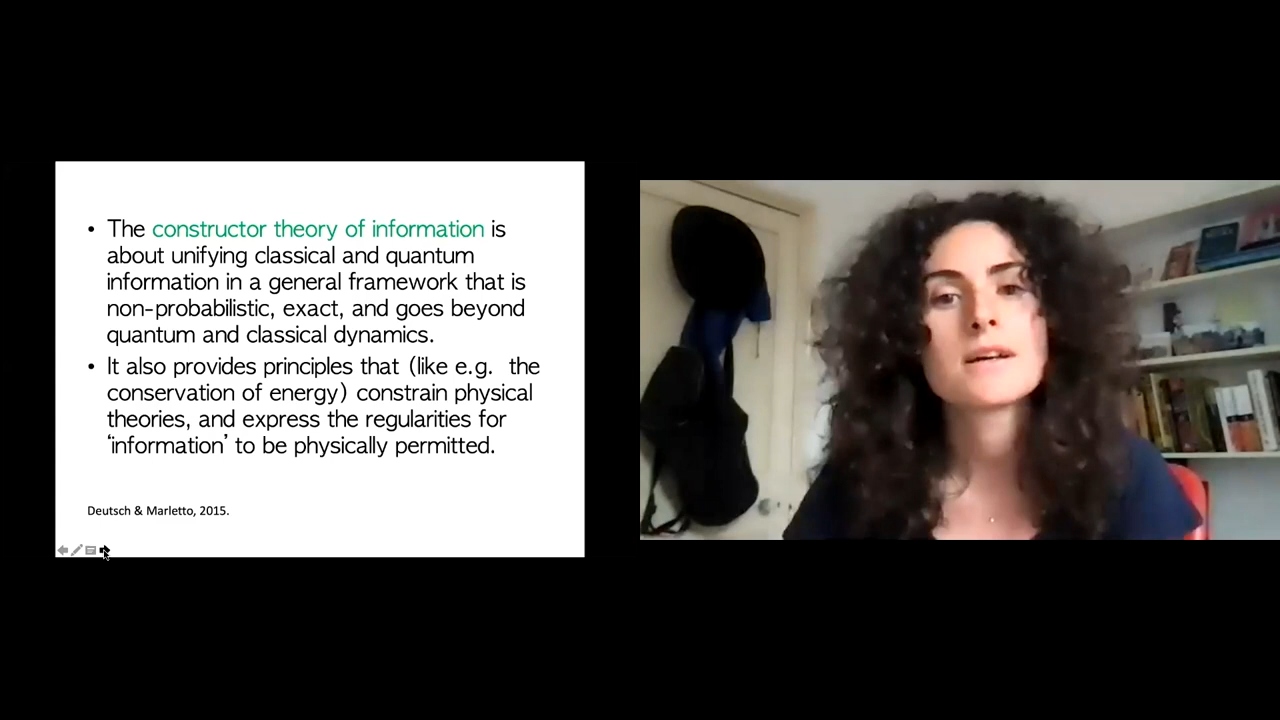 • The constructor theory of information is
about unifying classical and quantum
information in a general framework that is
non-probabilistic, exact, and goes beyond
quantum and classical dynamics.
• It also provides principles that (like e.g.  the
conservation of energy) constrain physical
theories, and express the regularities for
‘information’ to be physically permitted.
Deutsch & Marletto, 2015.